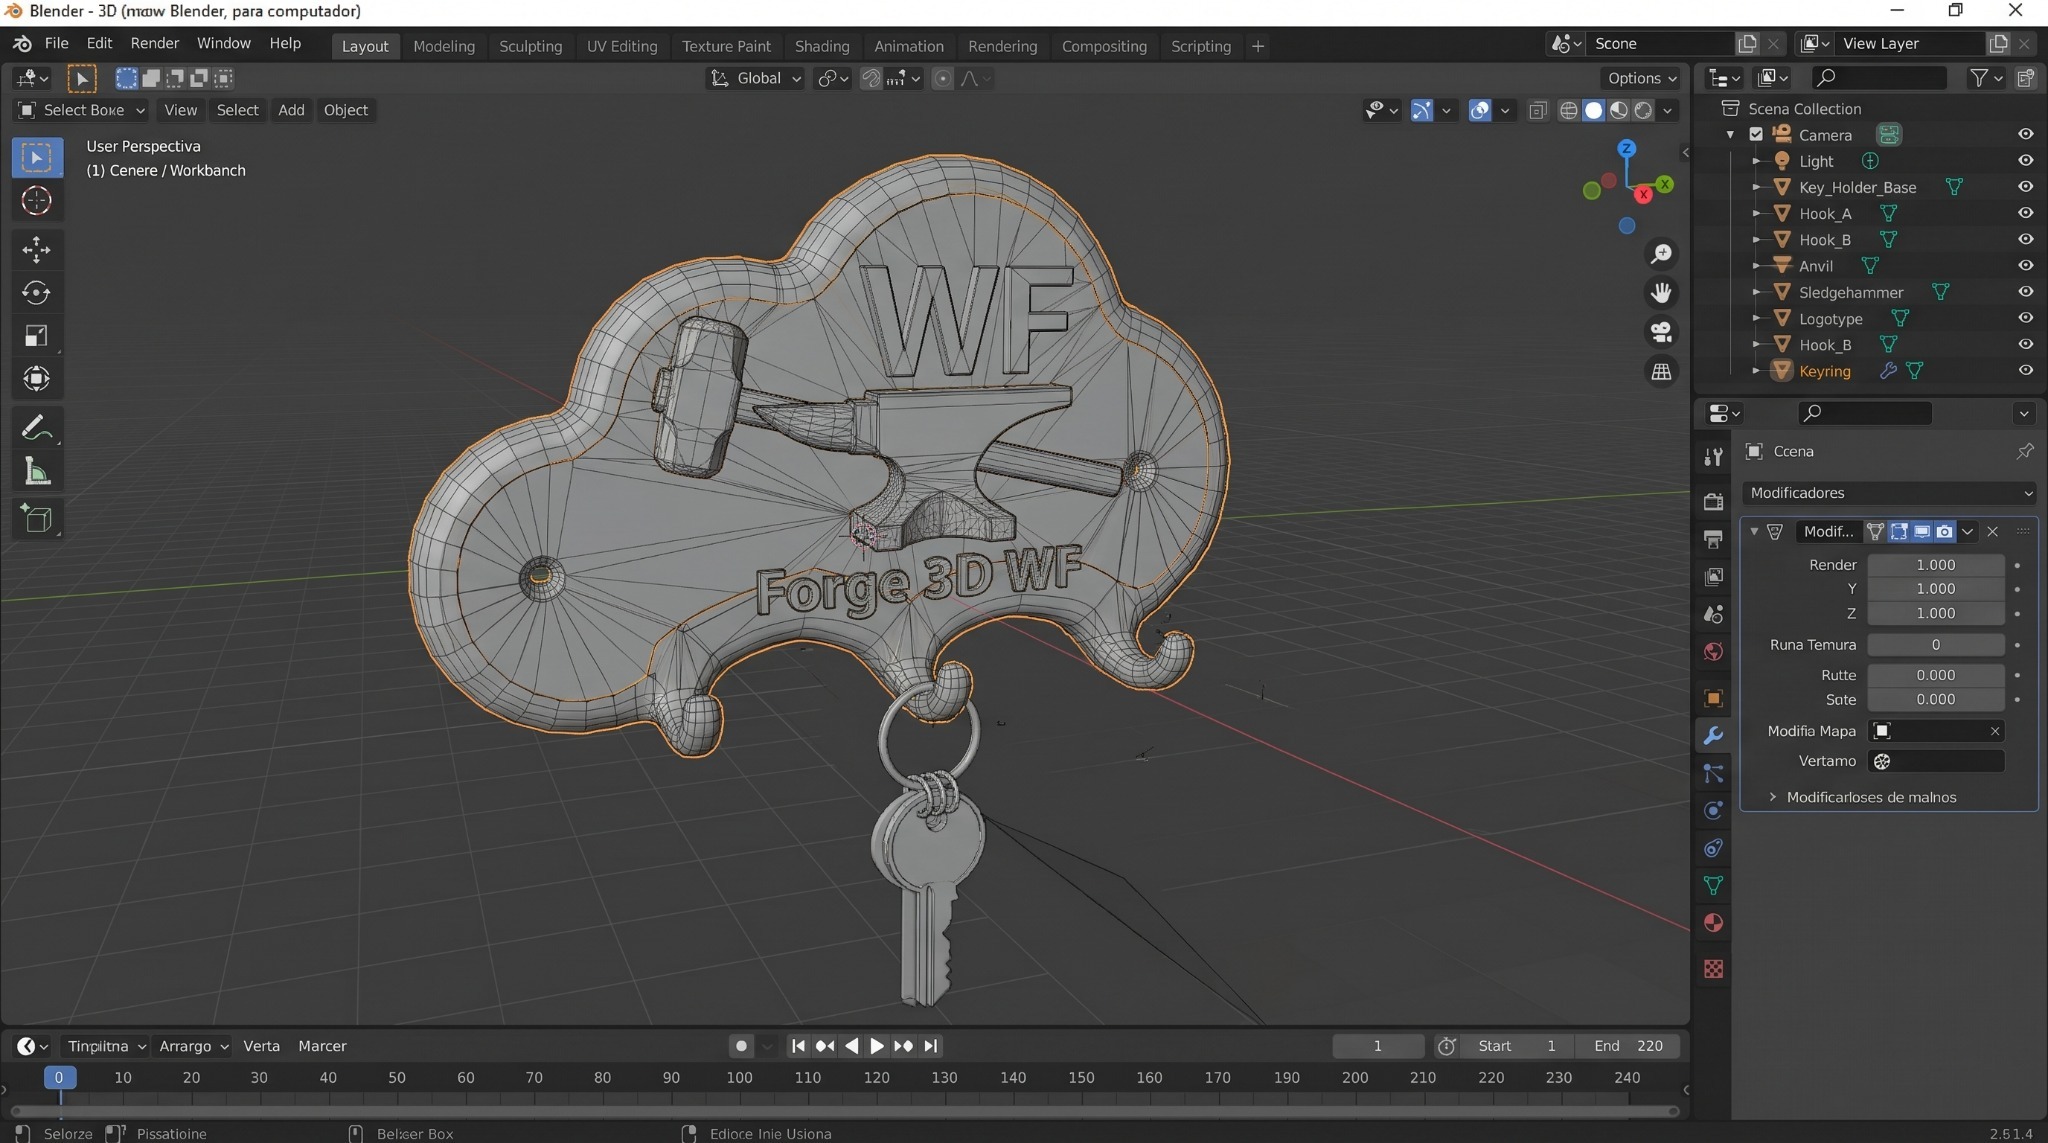 Blender - 3D (maw Blender, para computador)
File Edit Render Window Help
Layout Modeling Sculpting UV Editing Texture Paint Shading Animation Rendering Compositing Scripting +
Scone
View Layer
Global
Options
Select Boxe View Select Add Object
User Perspectiva
(1) Cenere / Workbanch
Z
X
X
WF
Forge 3D WF
Scena Collection
Camera
Light
Key_Holder_Base
Hook_A
Hook_B
Anvil
Sledgehammer
Logotype
Hook_B
Keyring
Ccena
Modificadores
Modif...
Render 1.000
Y 1.000
Z 1.000
Runa Temura 0
Rutte 0.000
Sate 0.000
Modifia Mapa
Vertamo
Modificarloses de malnos
Tinpiitna Arrargo Verta Marcer
1 Start 1 End 220
0 10 20 30 40 50 60 70 80 90 100 110 120 130 140 150 160 170 180 190 200 210 220 230 240
Selorze Pissatioine Belcer Box Edioce Inie Usiona
2.51.4